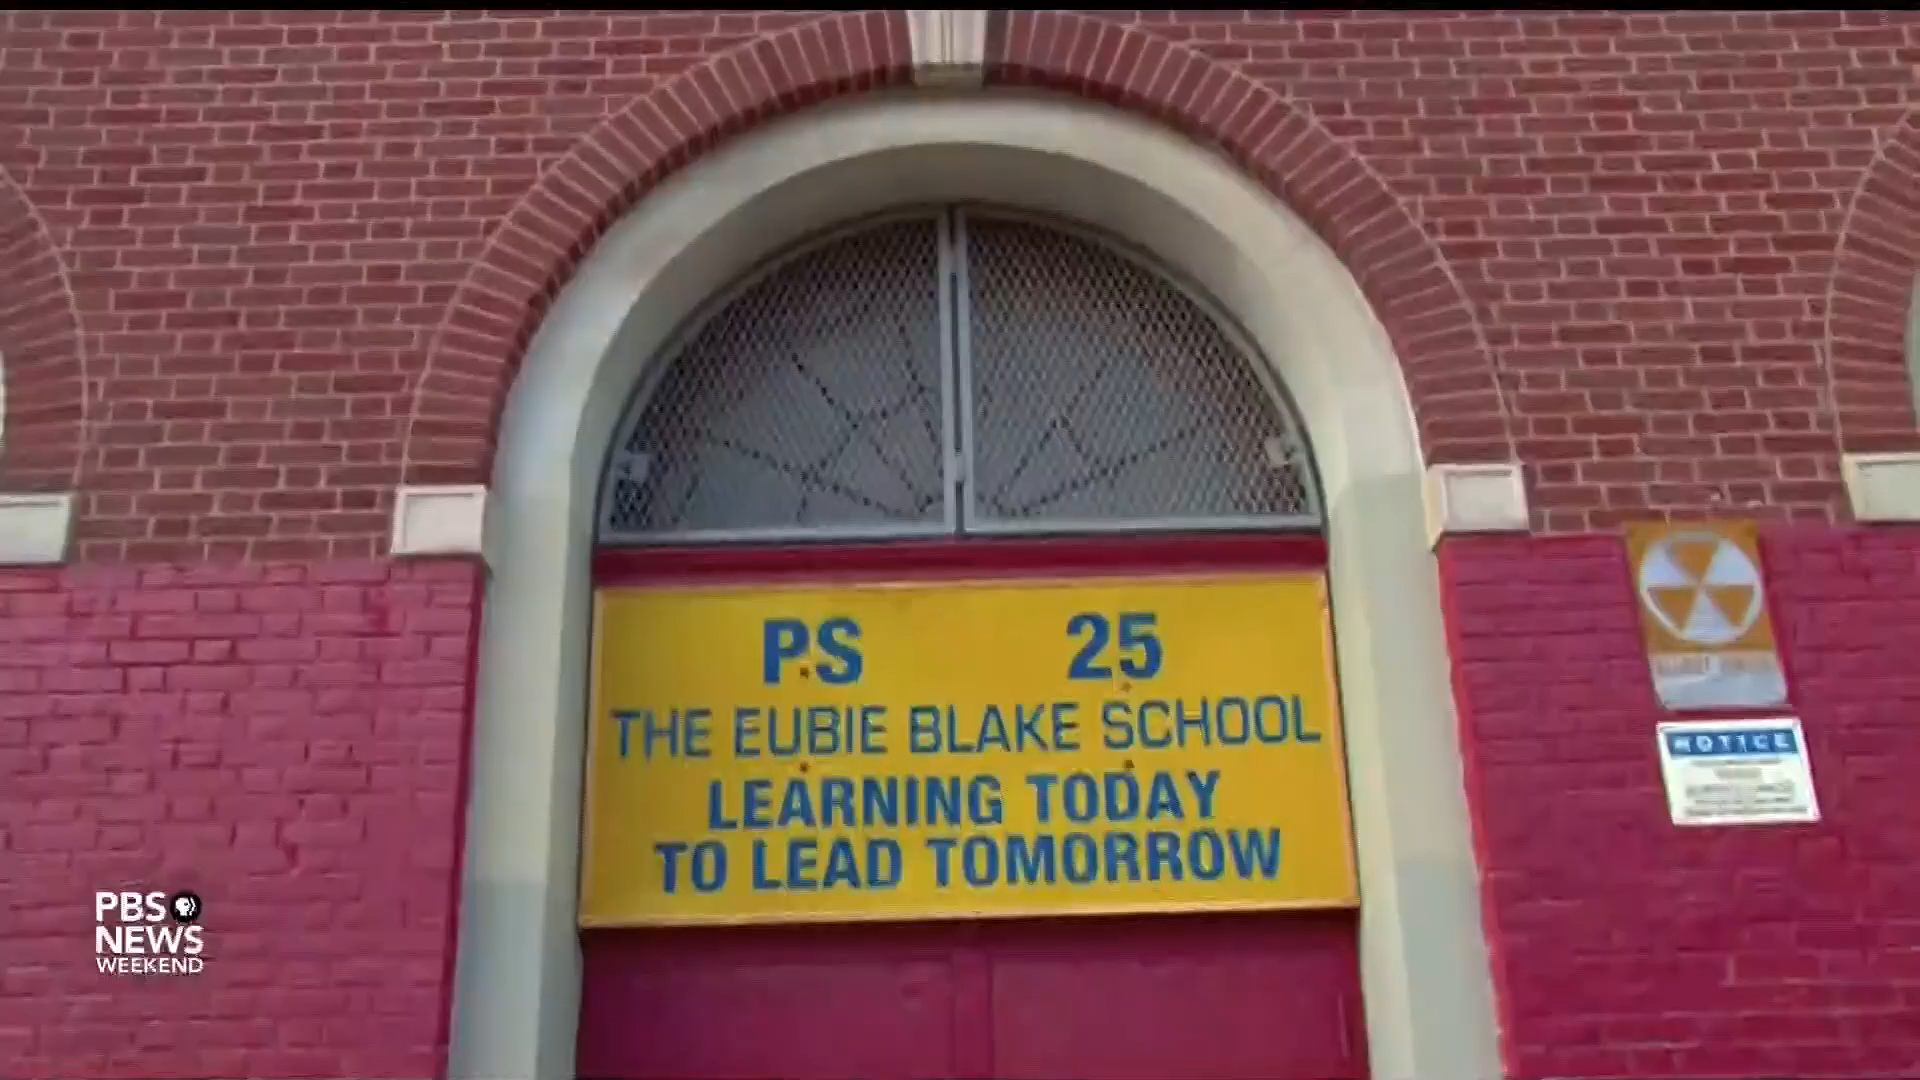 PS 25
THE EUBIE BLAKE SCHOOL
LEARNING TODAY
TO LEAD TOMORROW
NOTICE
PBS
NEWS
WEEKEND